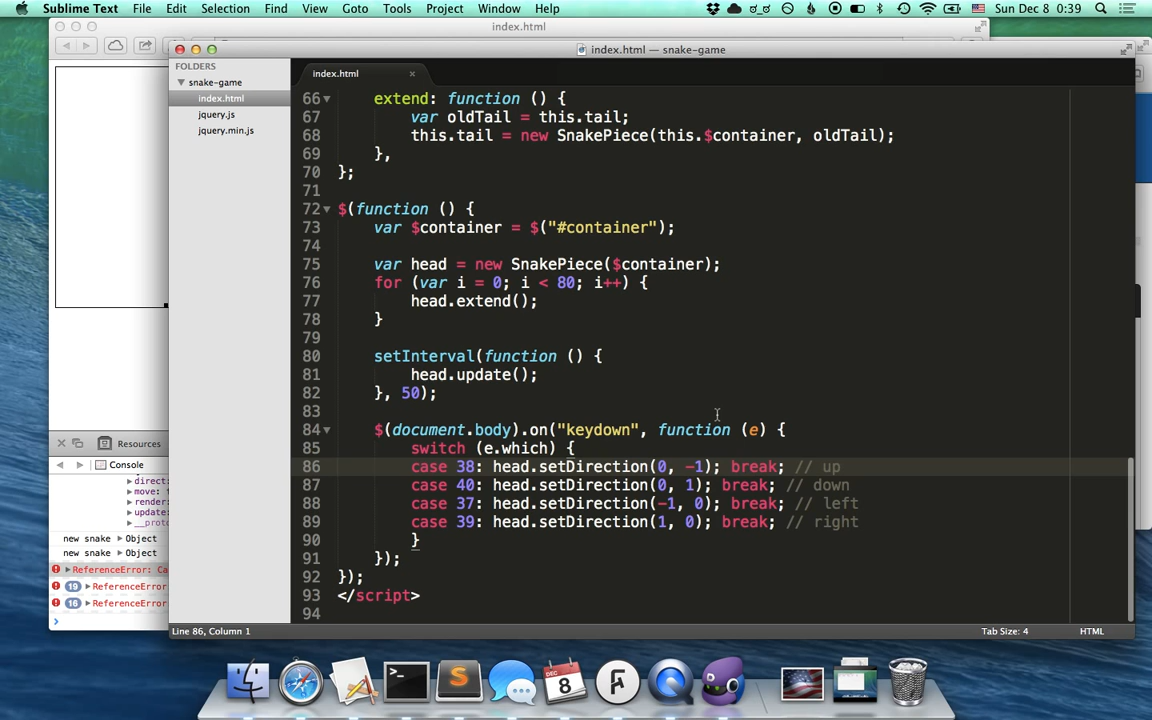 Sublime Text File Edit Selection Find View Goto Tools Project Window Help Sun Dec 8 0:39
index.html
index.html — snake-game
FOLDERS
snake-game
index.html
jquery.js
jquery.min.js
index.html ×
66 extend: function () {
67 var oldTail = this.tail;
68 this.tail = new SnakePiece(this.$container, oldTail);
69 },
70 };
71
72 $(function () {
73 var $container = $("#container");
74
75 var head = new SnakePiece($container);
76 for (var i = 0; i < 80; i++) {
77 head.extend();
78 }
79
80 setInterval(function () {
81 head.update();
82 }, 50);
83
84 $(document.body).on("keydown", function (e) {
85 switch (e.which) {
86 case 38: head.setDirection(0, -1); break; // up
87 case 40: head.setDirection(0, 1); break; // down
88 case 37: head.setDirection(-1, 0); break; // left
89 case 39: head.setDirection(1, 0); break; // right
90 }
91 });
92 });
93 </script>
94
Line 86, Column 1 Tab Size: 4 HTML
Resources
Console
direct:
move:
render:
update:
__proto
new snake Object
new snake Object
ReferenceError: Ca
19 ReferenceError
16 ReferenceError
DEC
8